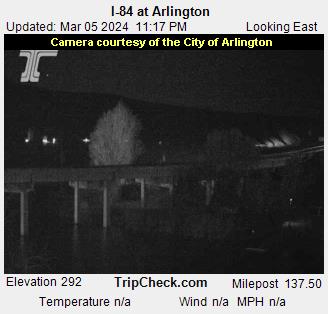 I-84 at Arlington
Updated: Mar 05 2024 11:17 PM Looking East
Camera courtesy of the City of Arlington
Elevation 292 TripCheck.com Milepost 137.50
Temperature n/a Wind n/a MPH n/a